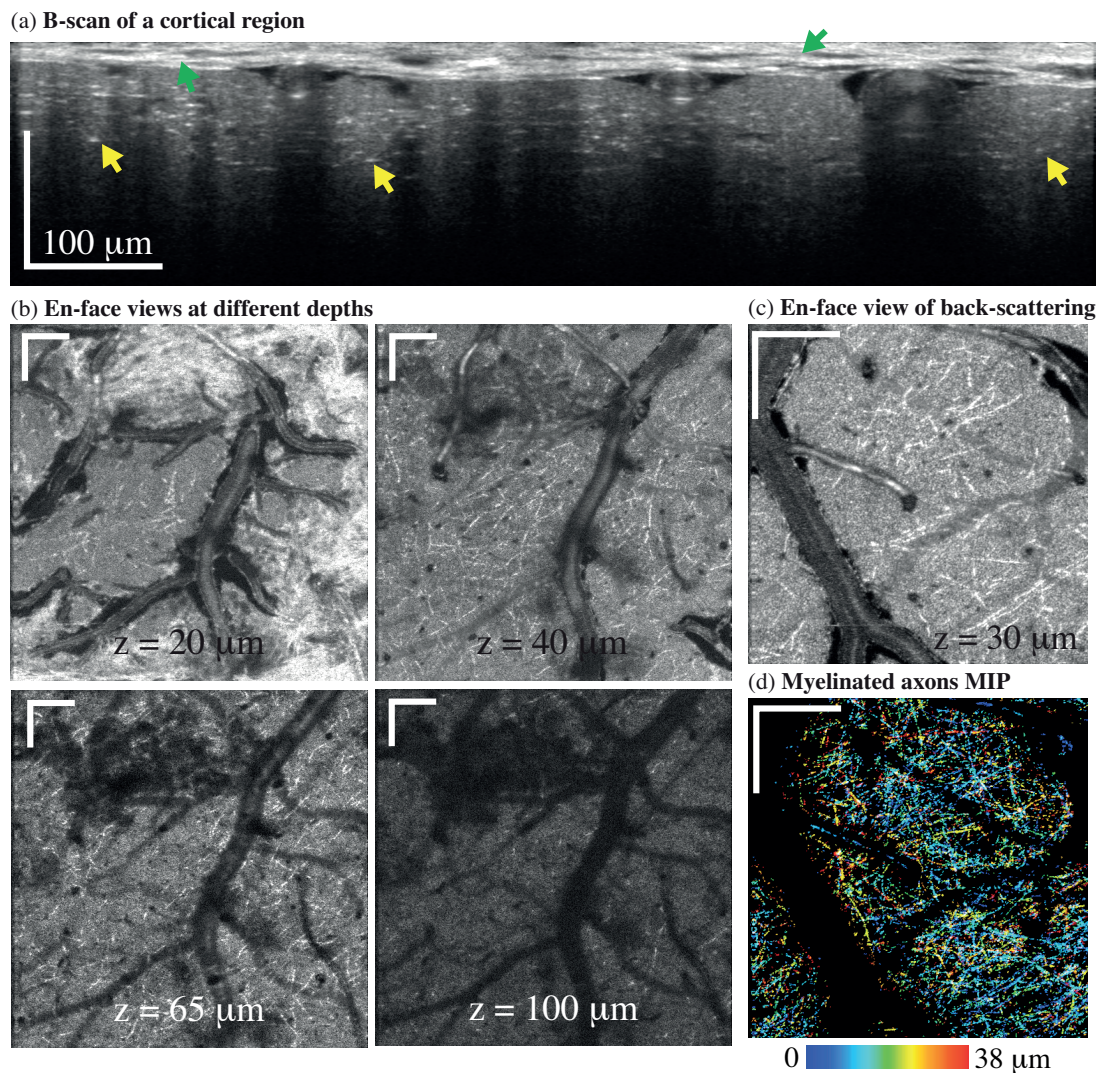 (a) B-scan of a cortical region
100 μm
(b) En-face views at different depths
(c) En-face view of back-scattering
z = 20 μm
z = 40 μm
z = 30 μm
(d) Myelinated axons MIP
z = 65 μm
z = 100 μm
0
38 μm